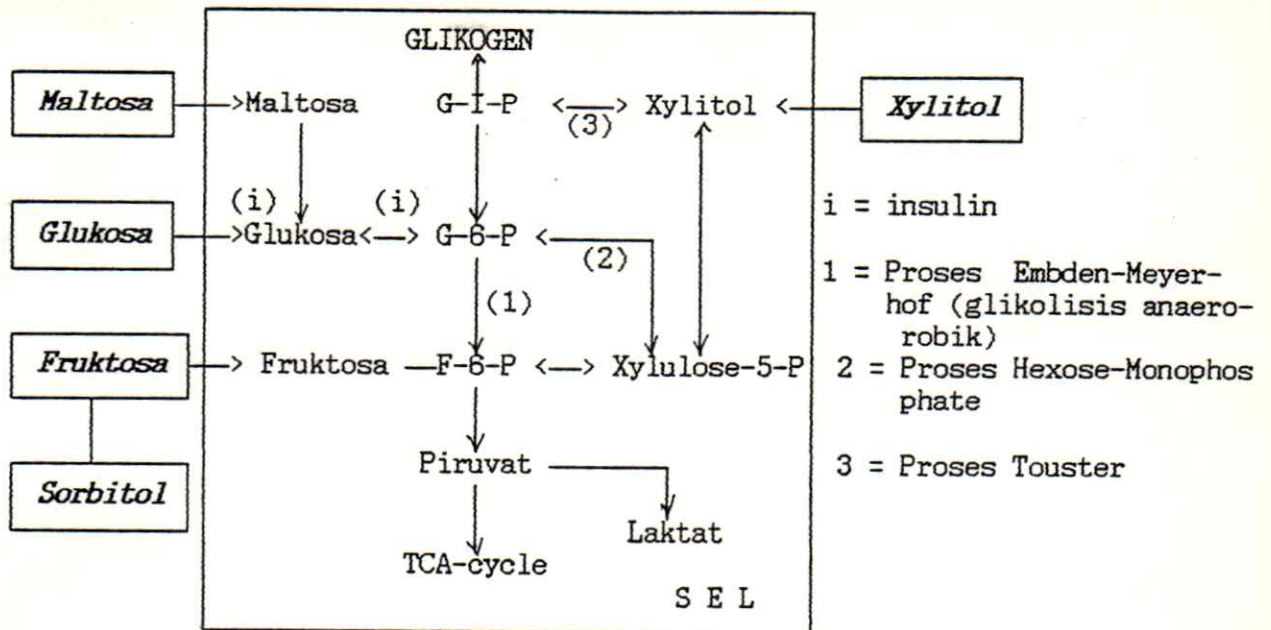 GLIKOGEN
Maltosa >Maltosa G-I-P <—> Xylitol < Xylitol
(3)
(i) (i) i = insulin
Glukosa >Glukosa<—> G-6-P <
(2)
1 = Proses Embden-Meyer-
hof (glikolisis anaero-
robik)
(1)
Fruktosa > Fruktosa —F-6-P <—> Xylulose-5-P
2 = Proses Hexose-Monophos
phate
Piruvat
3 = Proses Touster
Sorbitol
Laktat
TCA-cycle
S E L